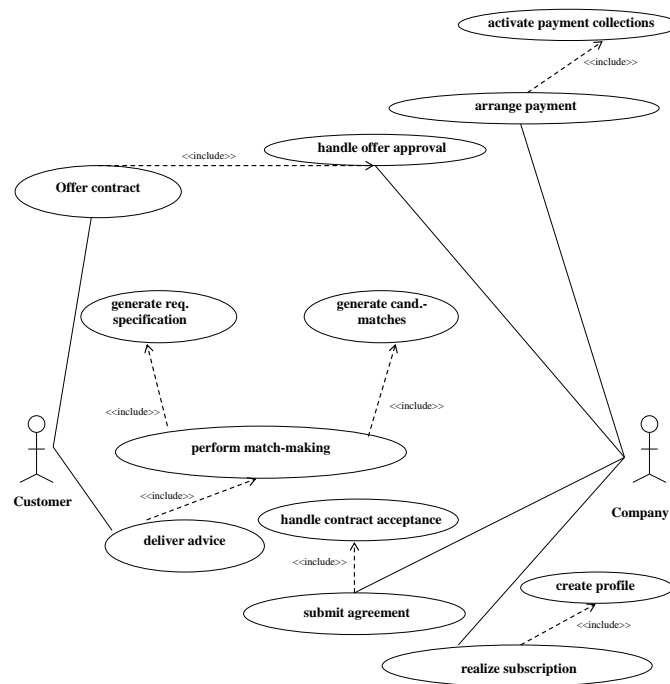 activate payment collections
<<include>>
arrange payment
handle offer approval
<<include>>
Offer contract
generate req.
specification
generate cand.-
matches
<<include>>
<<include>>
perform match-making
Customer
Company
<<include>>
handle contract acceptance
deliver advice
<<include>>
create profile
submit agreement
<<include>>
realize subscription